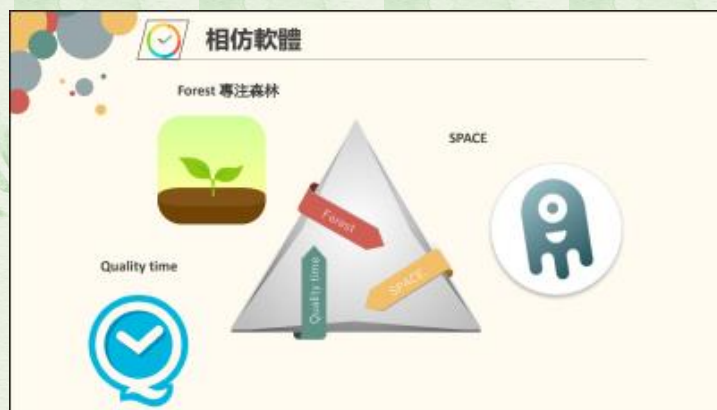 相仿軟體
Forest 專注森林
SPACE
Forest
SPACE
Quality time
Quality time